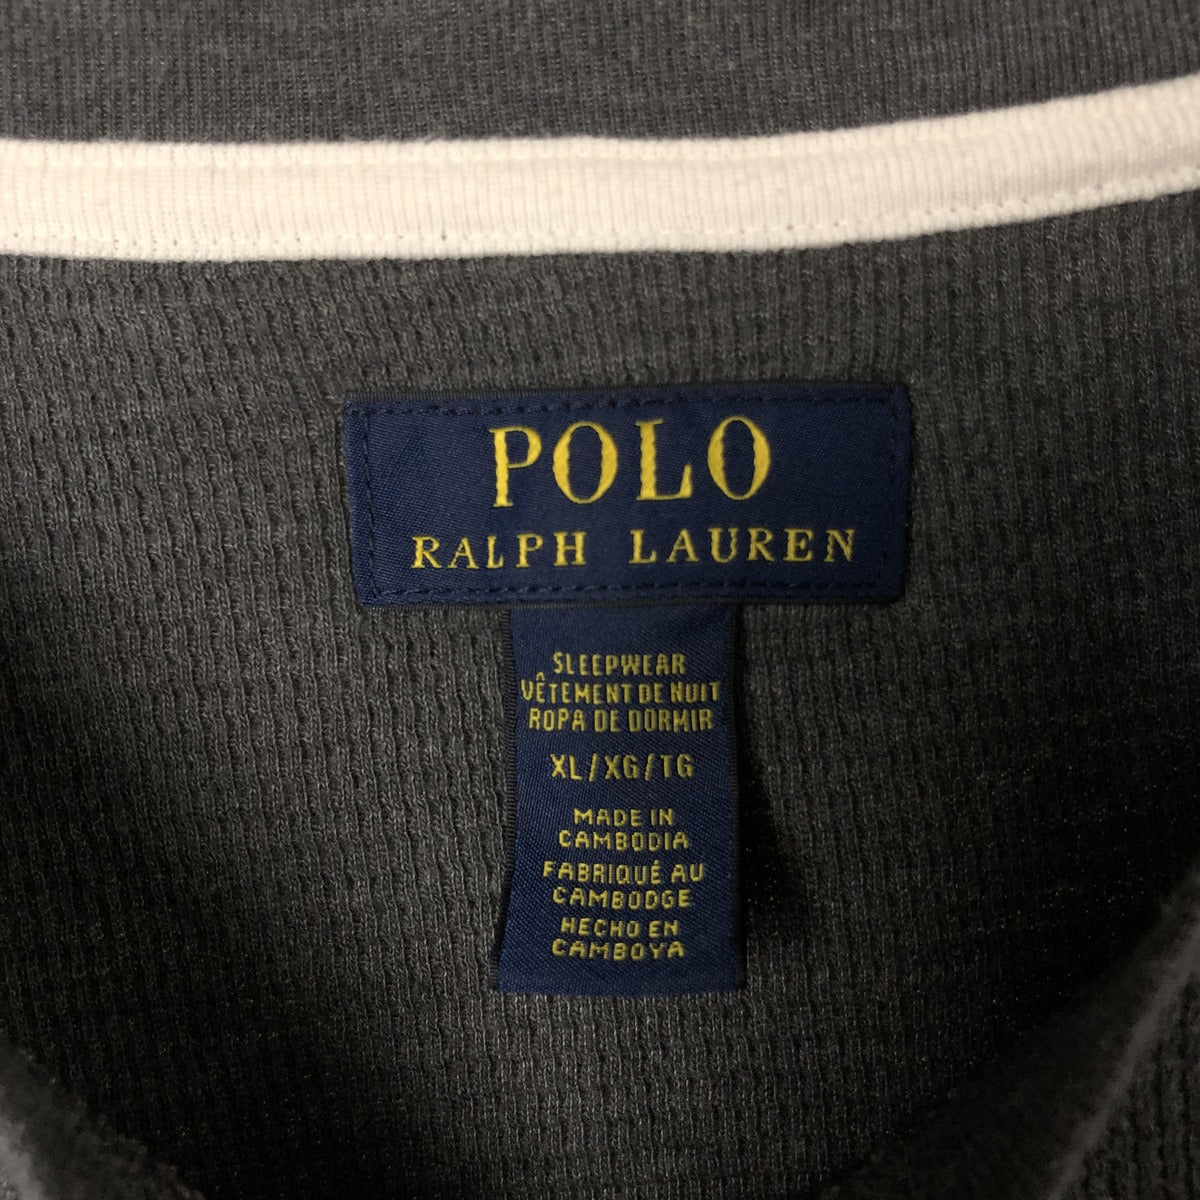 POLO
RALPH LAUREN
SLEEPWEAR
VÊTEMENT DE NUIT
ROPA DE DORMIR
XL/XG/TG
MADE IN
CAMBODIA
FABRIQUÉ AU
CAMBODGE
HECHO EN
CAMBOYA